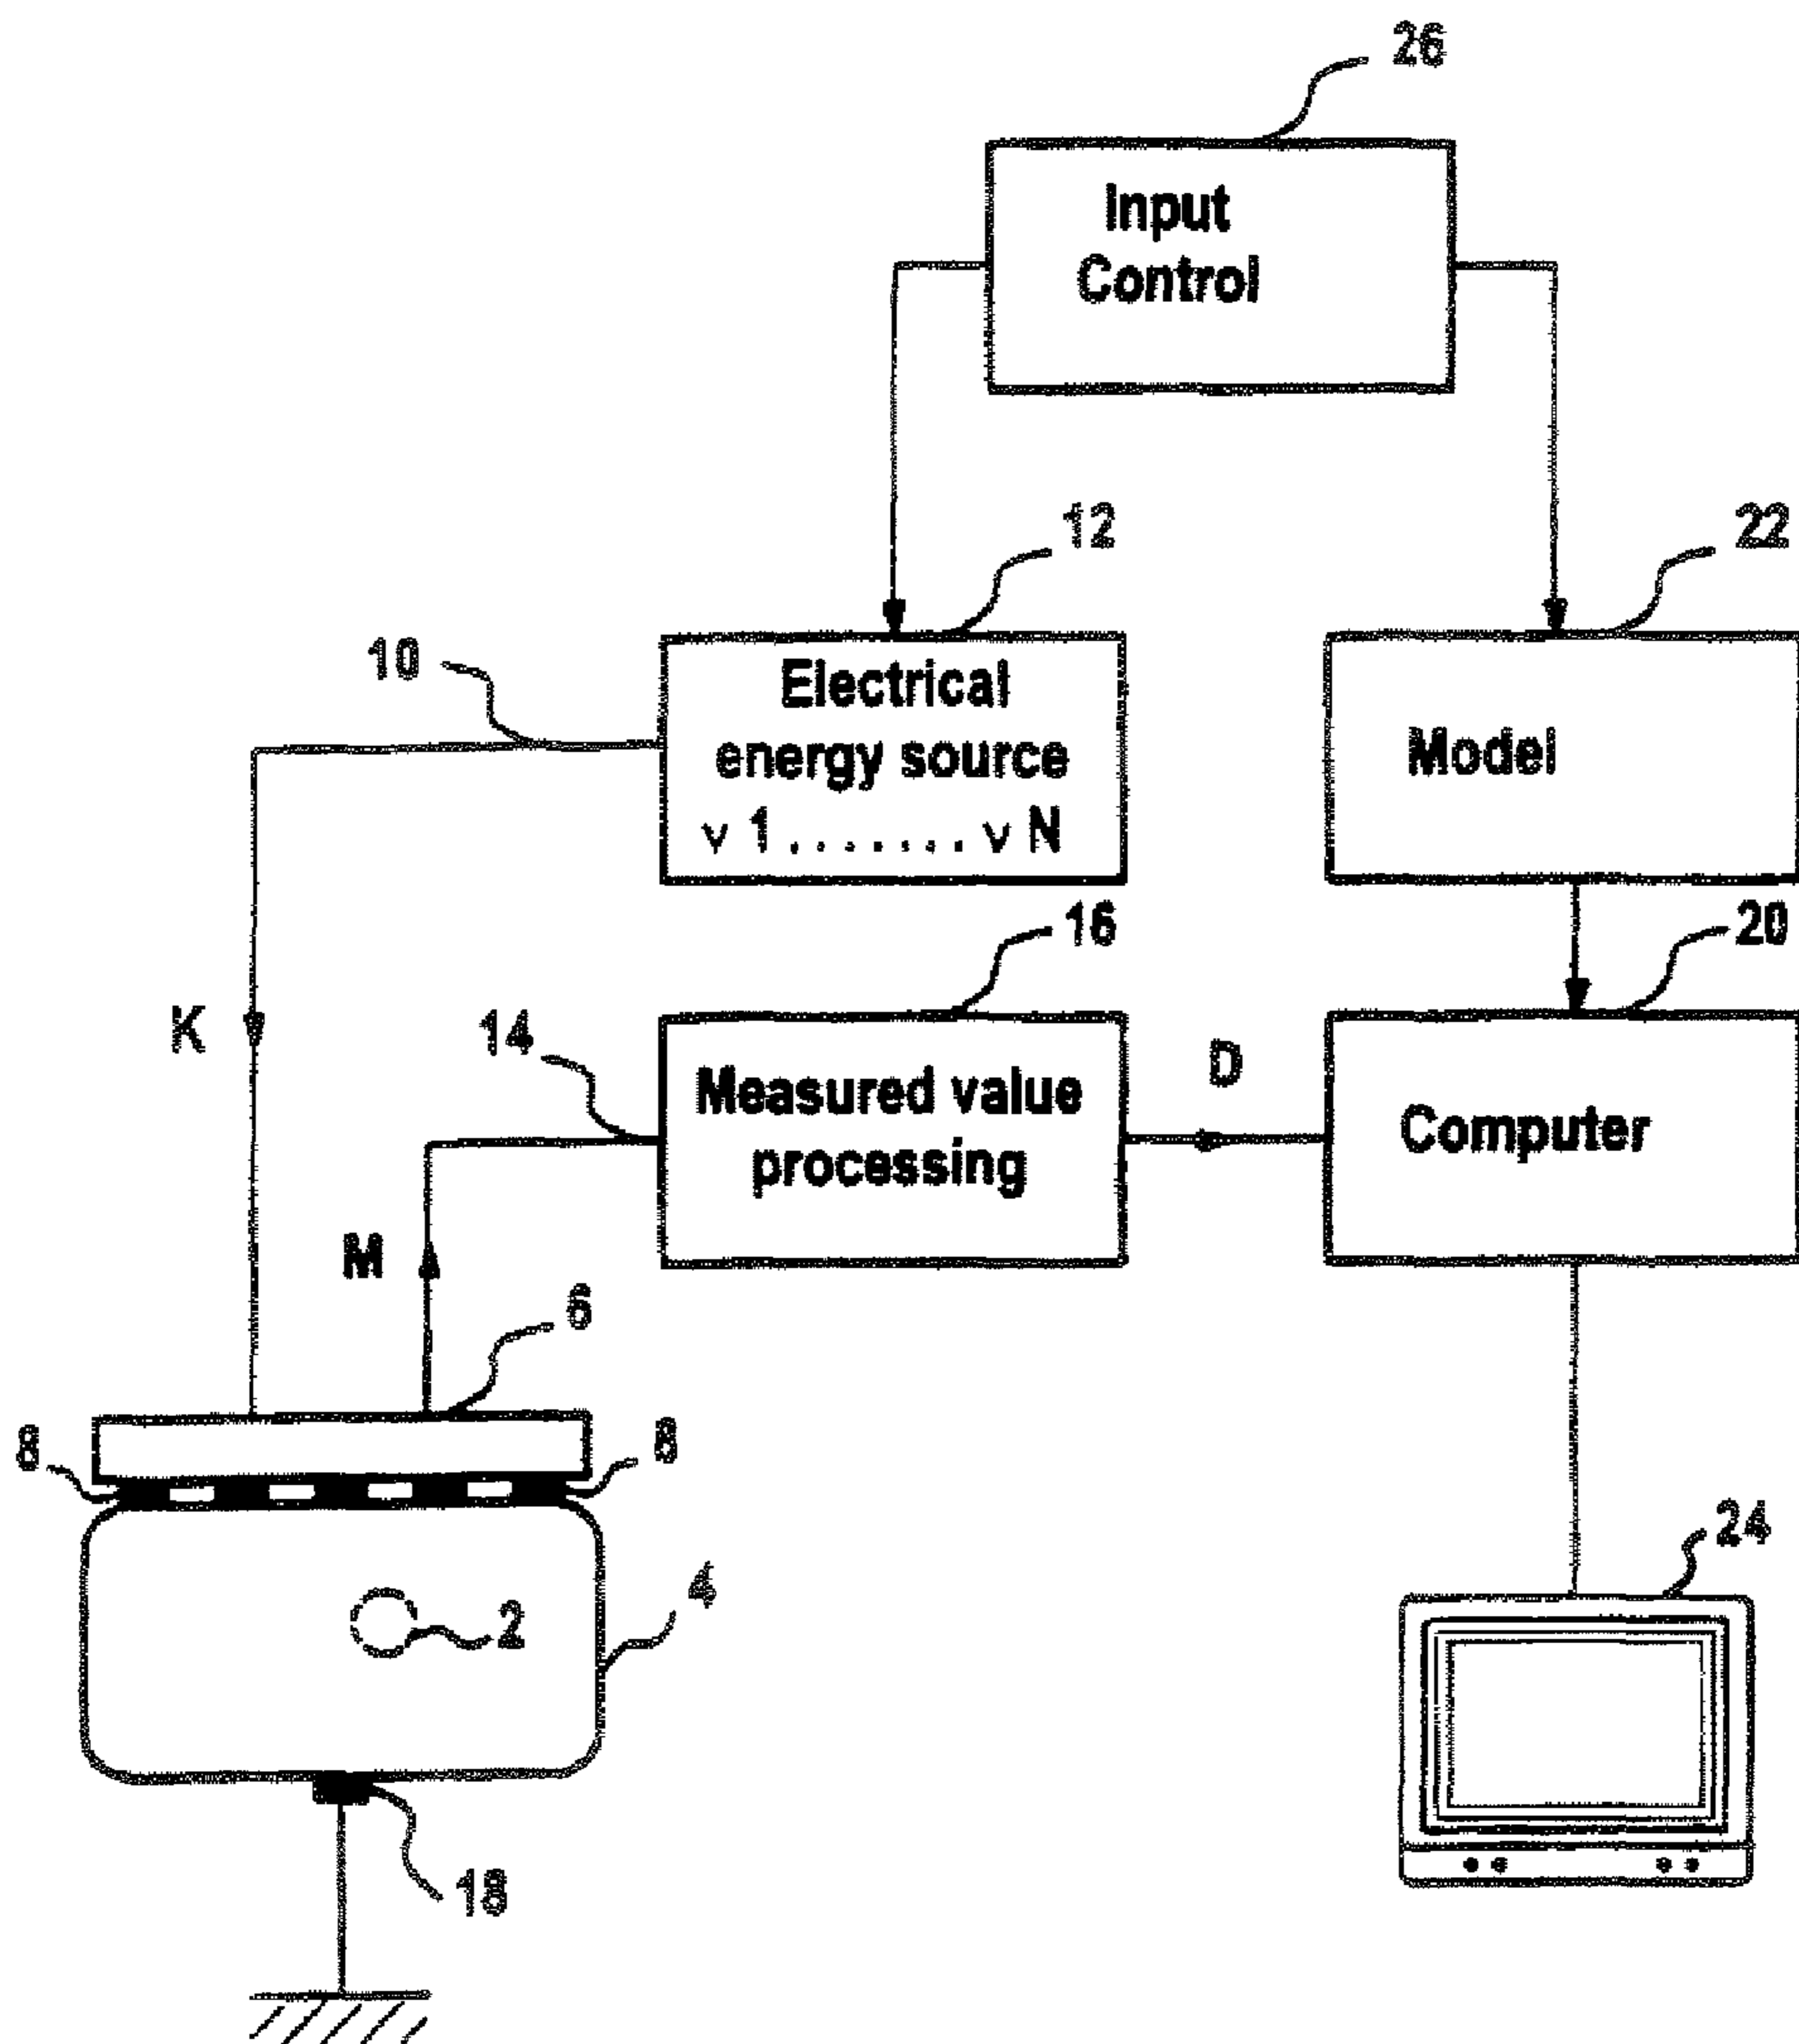 26
Input
Control
12
22
10
Electrical
energy source
v 1 . . . . . . . v N
Model
16
20
K
14
Measured value
processing
D
Computer
M
6
8
8
24
4
2
18